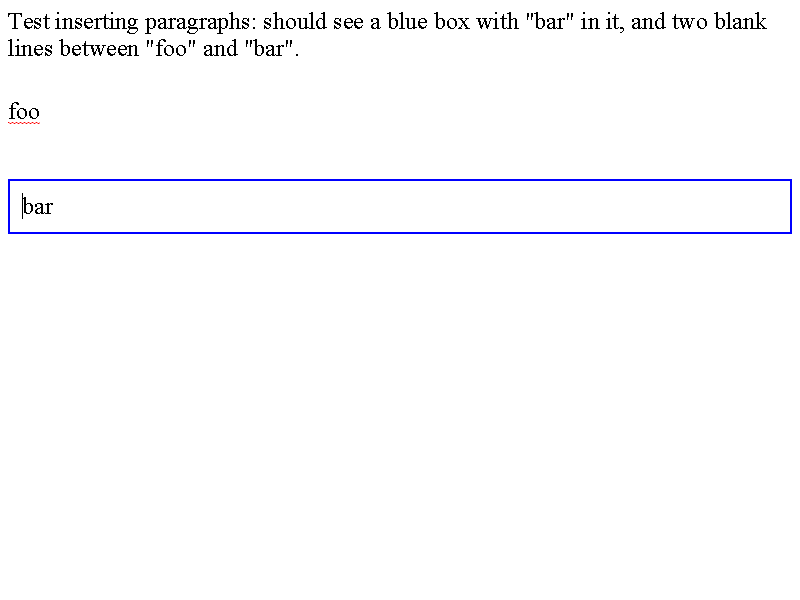 Test inserting paragraphs: should see a blue box with "bar" in it, and two blank
lines between "foo" and "bar".
foo
bar